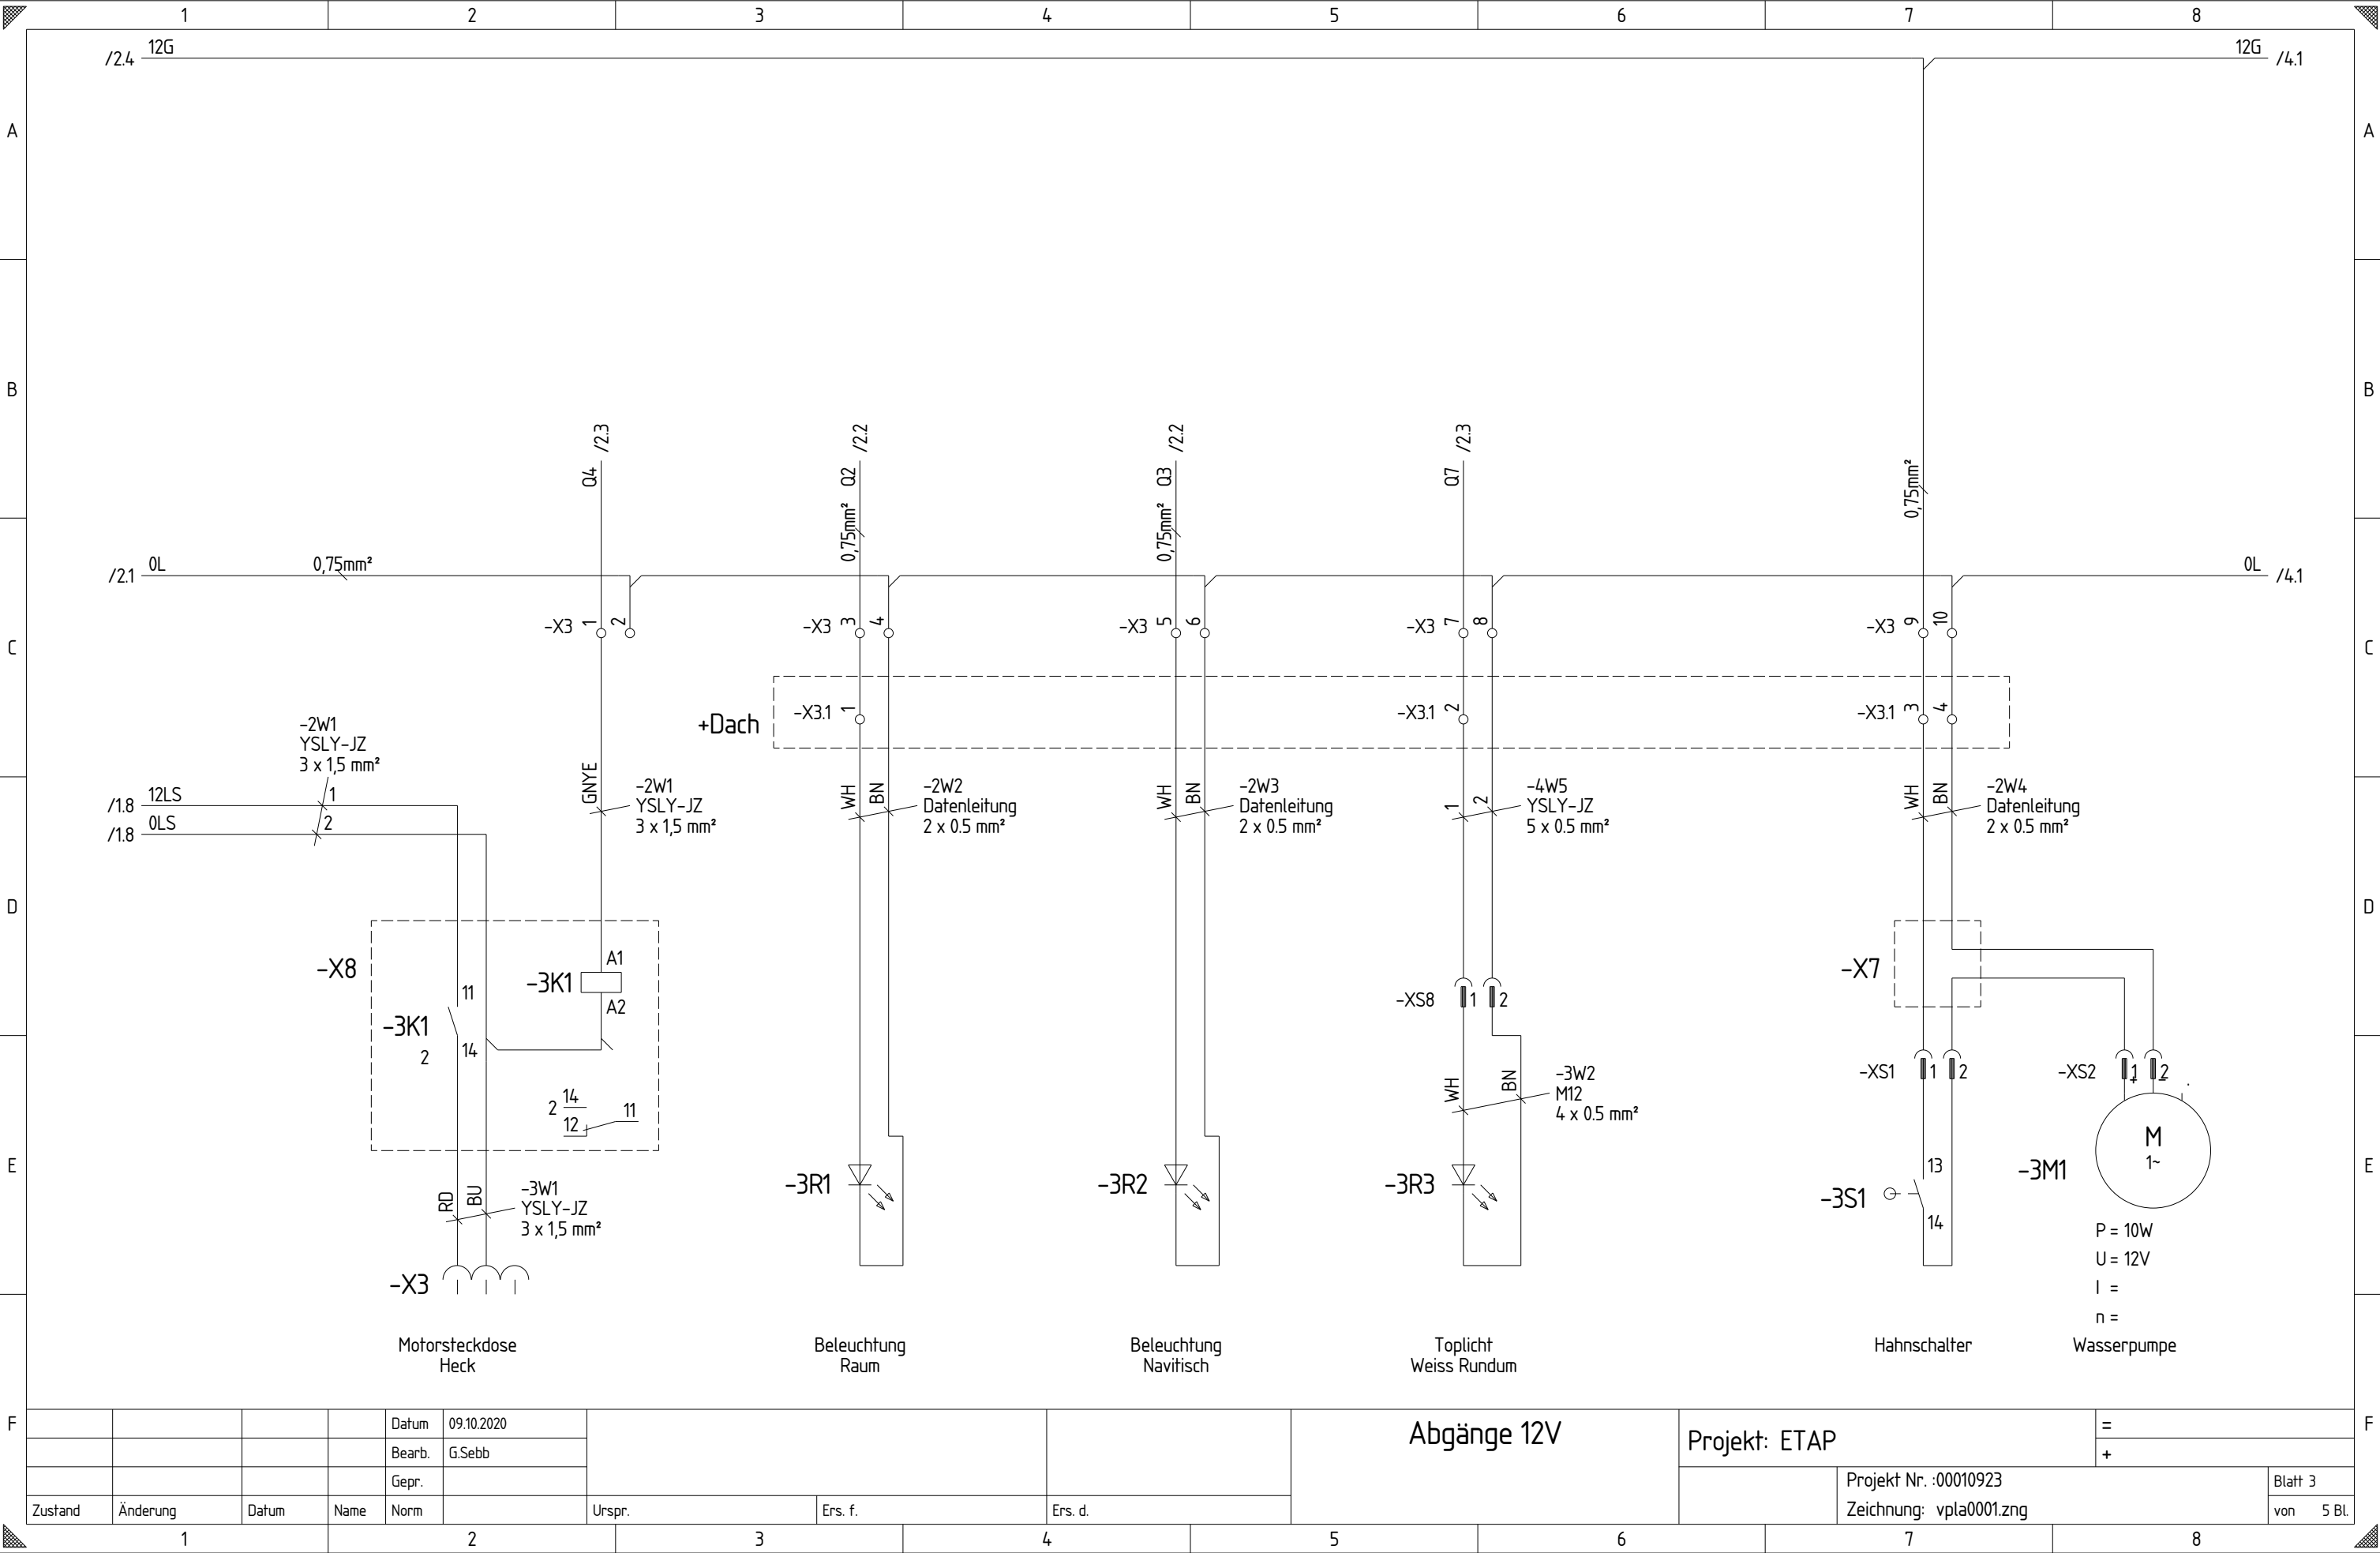 1 2 3 4 5 6 7 8
12G
/2.4
12G
/4.1
A
A
B
B
/2.3
/2.2
/2.2
/2.3
Q4
Q2
Q3
Q7
0,75mm²
0,75mm²
0,75mm²
0L
/2.1
0,75mm²
0L
/4.1
-X3 1 2
-X3 3 4
-X3 5 6
-X3 7 8
-X3 9 10
C
C
+Dach
-X3.1 1
-X3.1 2
-X3.1 3 4
-2W1
YSLY-JZ
3 x 1,5 mm²
12LS
/1.8
1
0LS
/1.8
2
GNYE
-2W1
YSLY-JZ
3 x 1,5 mm²
WH BN
-2W2
Datenleitung
2 x 0.5 mm²
WH BN
-2W3
Datenleitung
2 x 0.5 mm²
1 2
-4W5
YSLY-JZ
5 x 0.5 mm²
WH BN
-2W4
Datenleitung
2 x 0.5 mm²
D
D
-X8
-3K1
A1
A2
11
-3K1
2
14
14
2
12
11
-XS8 1 2
-X7
-XS1 1 2
-XS2 1 2
+ -
WH BN
-3W2
M12
4 x 0.5 mm²
E
E
RD BU
-3W1
YSLY-JZ
3 x 1,5 mm²
-X3
-3R1
-3R2
-3R3
13
-3S1
14
-3M1
M
1~
P = 10W
U = 12V
I =
n =
Motorsteckdose
Heck
Beleuchtung
Raum
Beleuchtung
Navitisch
Toplicht
Weiss Rundum
Hahnschalter
Wasserpumpe
F
F
Datum 09.10.2020
Bearb. G.Sebb
Gepr.
Zustand Änderung Datum Name Norm
Urspr. Ers. f. Ers. d.
Abgänge 12V
Projekt: ETAP
=
+
Projekt Nr. :00010923
Zeichnung: vpla0001.zng
Blatt 3
von 5 Bl.
1 2 3 4 5 6 7 8